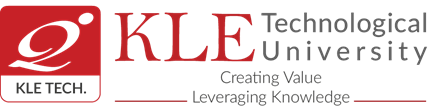 KLE TECH.
KLE Technological
University
Creating Value
Leveraging Knowledge